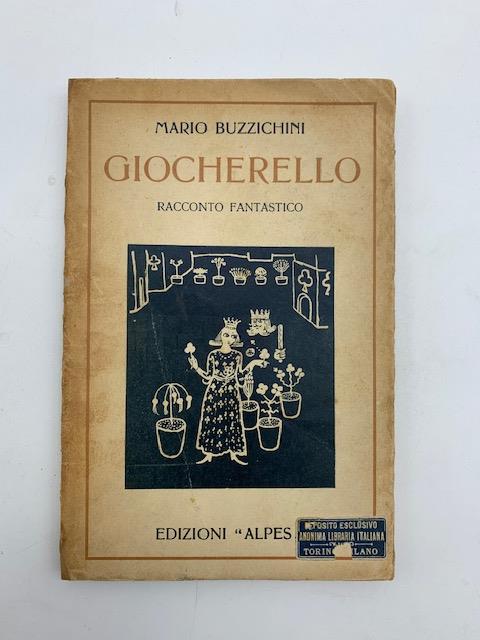 MARIO BUZZICHINI
GIOCHERELLO
RACCONTO FANTASTICO
EDIZIONI "ALPES
DEPOSITO ESCLUSIVO
ANONIMA LIBRARIA ITALIANA
TORINO MILANO